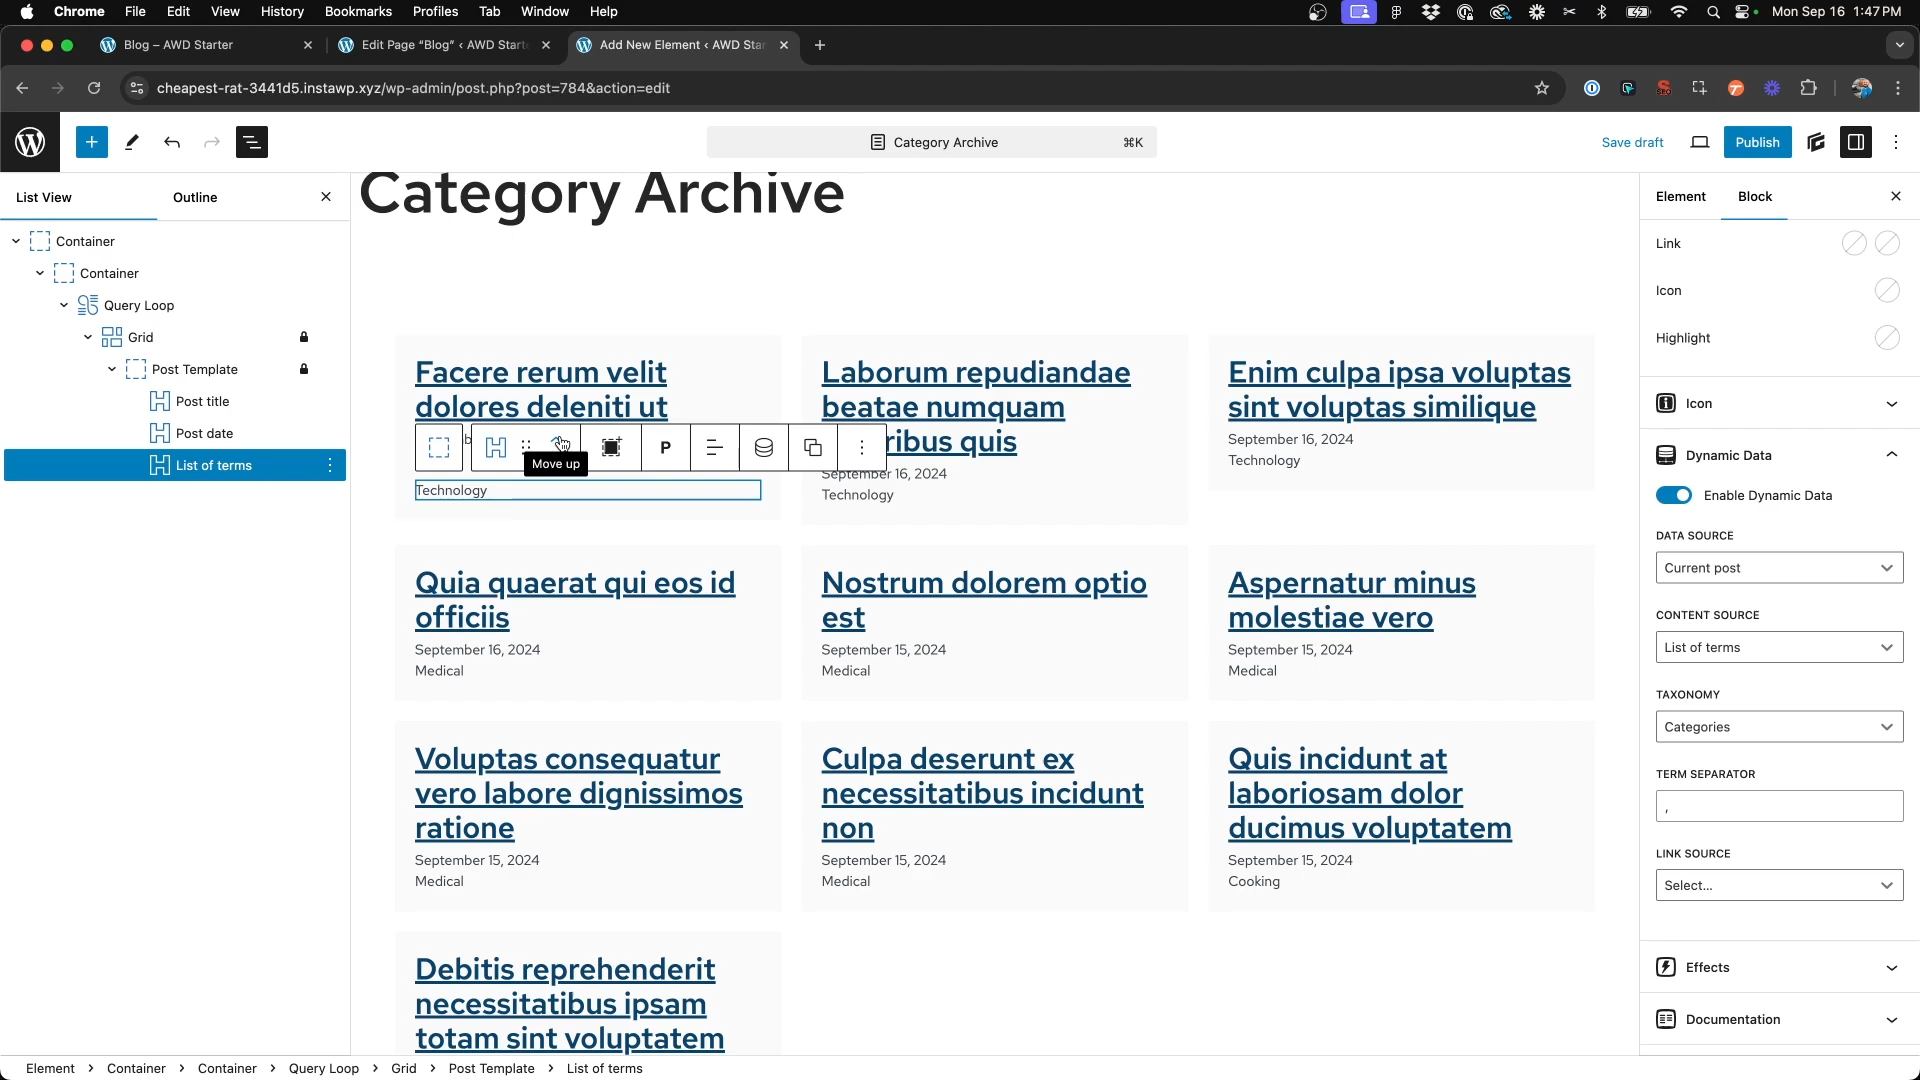 Chrome File Edit View History Bookmarks Profiles Tab Window Help
Mon Sep 16 1:47 PM
Blog – AWD Starter
Edit Page “Blog” ‹ AWD Start
Add New Element ‹ AWD Star
cheapest-rat-3441d5.instawp.xyz/wp-admin/post.php?post=784&action=edit
Category Archive
⌘K
Save draft
Publish
List View
Outline
Container
Container
Query Loop
Grid
Post Template
Post title
Post date
List of terms
Category Archive
Facere rerum velit
dolores deleniti ut
P
Move up
Technology
Laborum repudiandae
beatae numquam
ribus quis
September 16, 2024
Technology
Enim culpa ipsa voluptas
sint voluptas similique
September 16, 2024
Technology
Quia quaerat qui eos id
officiis
September 16, 2024
Medical
Nostrum dolorem optio
est
September 15, 2024
Medical
Aspernatur minus
molestiae vero
September 15, 2024
Medical
Voluptas consequatur
vero labore dignissimos
ratione
September 15, 2024
Medical
Culpa deserunt ex
necessitatibus incidunt
non
September 15, 2024
Medical
Quis incidunt at
laboriosam dolor
ducimus voluptatem
September 15, 2024
Cooking
Debitis reprehenderit
necessitatibus ipsam
totam sint voluptatem
Element
Block
Link
Icon
Highlight
Icon
Dynamic Data
Enable Dynamic Data
DATA SOURCE
Current post
CONTENT SOURCE
List of terms
TAXONOMY
Categories
TERM SEPARATOR
,
LINK SOURCE
Select...
Effects
Documentation
Element › Container › Container › Query Loop › Grid › Post Template › List of terms